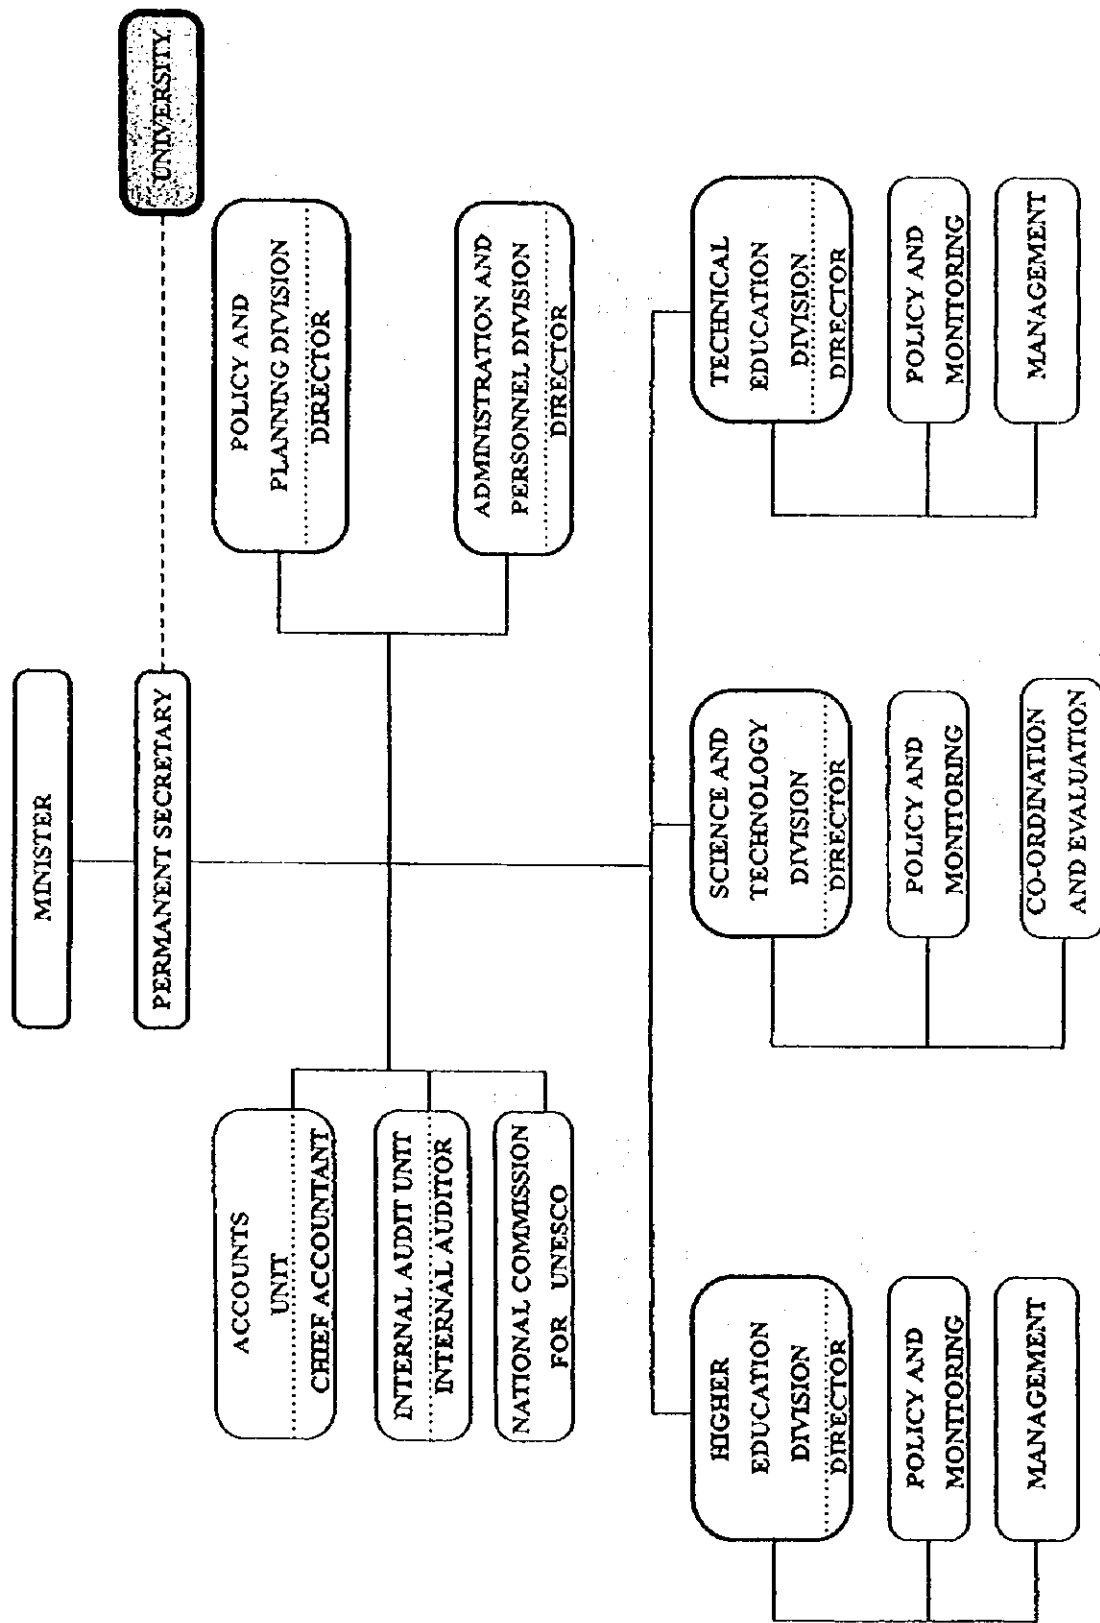 MINISTER
PERMANENT SECRETARY
UNIVERSITY
ACCOUNTS
UNIT
CHIEF ACCOUNTANT
INTERNAL AUDIT UNIT
INTERNAL AUDITOR
NATIONAL COMMISSION
FOR UNESCO
POLICY AND
PLANNING DIVISION
DIRECTOR
ADMINISTRATION AND
PERSONNEL DIVISION
DIRECTOR
HIGHER
EDUCATION
DIVISION
DIRECTOR
POLICY AND
MONITORING
MANAGEMENT
SCIENCE AND
TECHNOLOGY
DIVISION
DIRECTOR
POLICY AND
MONITORING
CO-ORDINATION
AND EVALUATION
TECHNICAL
EDUCATION
DIVISION
DIRECTOR
POLICY AND
MONITORING
MANAGEMENT